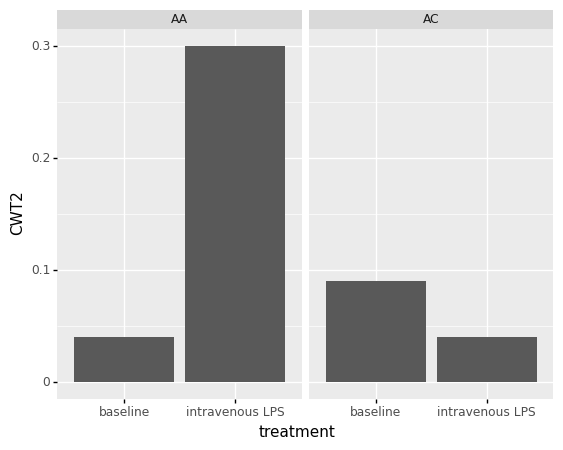 AA
AC
0.3
0.2
0.1
0
CWT2
baseline
intravenous LPS
baseline
intravenous LPS
treatment